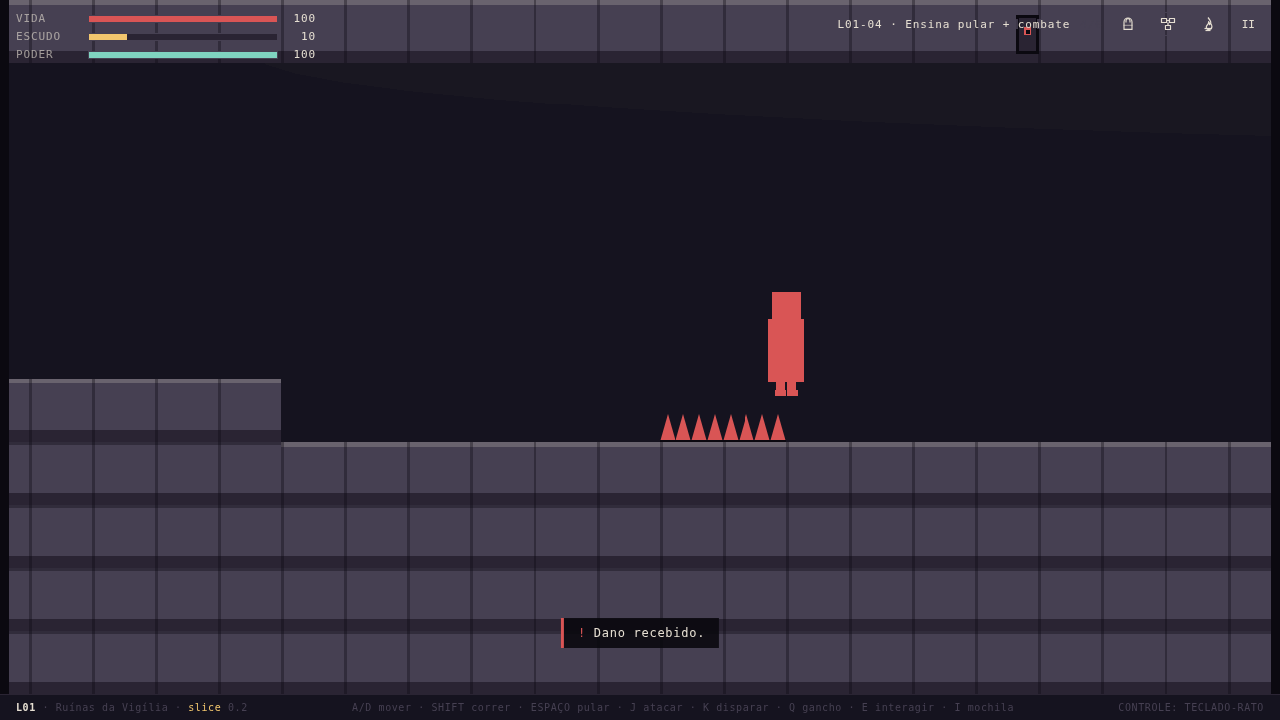 VIDA 100
ESCUDO 10
PODER 100
L01-04 · Ensina pular + combate
II
! Dano recebido.
L01 · Ruínas da Vigília · slice 0.2
A/D mover · SHIFT correr · ESPAÇO pular · J atacar · K disparar · Q gancho · E interagir · I mochila
CONTROLE: TECLADO-RATO